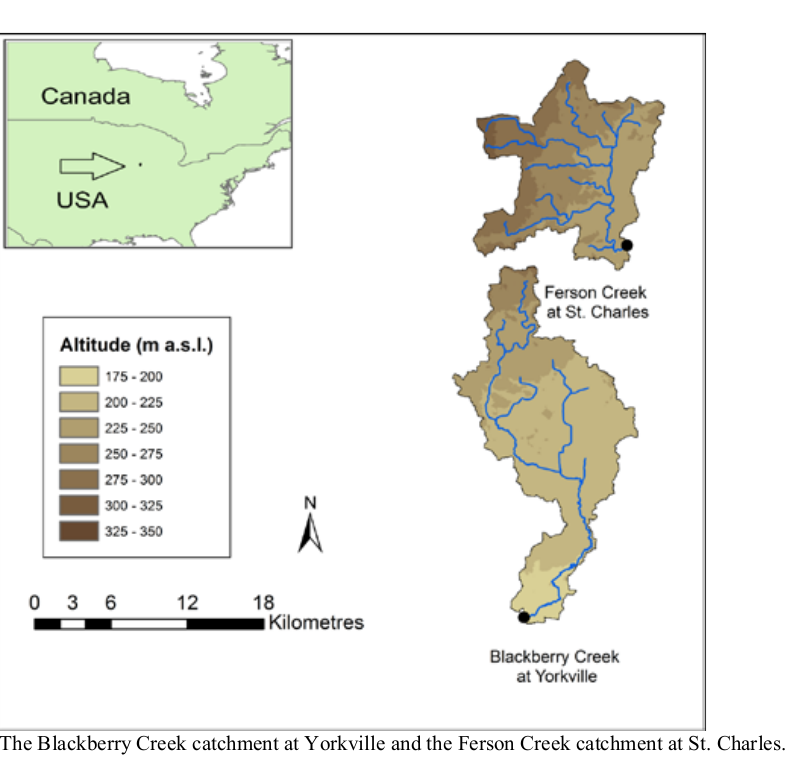 Canada
USA
Ferson Creek
at St. Charles
Altitude (m a.s.l.)
175 - 200
200 - 225
225 - 250
250 - 275
275 - 300
300 - 325
325 - 350
N
0 3 6 12 18
Kilometres
Blackberry Creek
at Yorkville
The Blackberry Creek catchment at Yorkville and the Ferson Creek catchment at St. Charles.